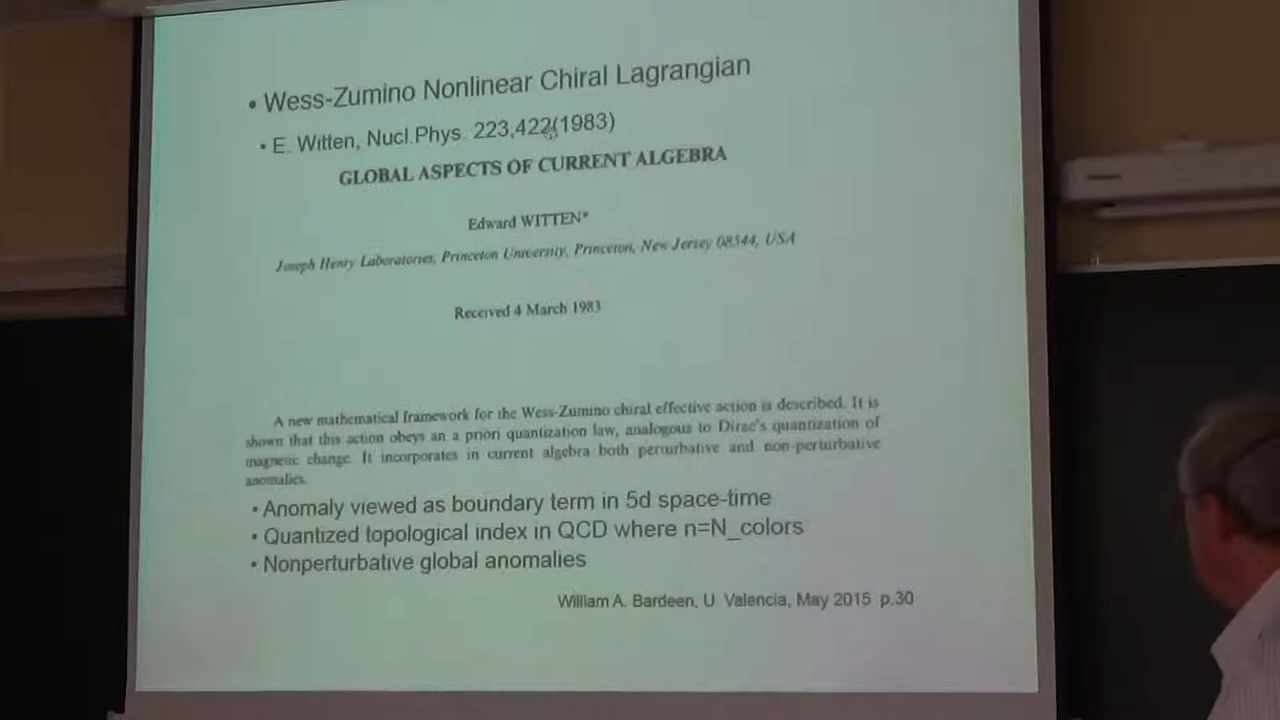 • Wess-Zumino Nonlinear Chiral Lagrangian
• E. Witten, Nucl.Phys. 223,422(1983)
GLOBAL ASPECTS OF CURRENT ALGEBRA
Edward WITTEN*
Joseph Henry Laboratories, Princeton University, Princeton, New Jersey 08544, USA
Received 4 March 1983
A new mathematical framework for the Wess-Zumino chiral effective action is described. It is
shown that this action obeys an a priori quantization law, analogous to Dirac's quantization of
magnetic change. It incorporates in current algebra both perturbative and non-perturbative
anomalies.
• Anomaly viewed as boundary term in 5d space-time
• Quantized topological index in QCD where n=N_colors
• Nonperturbative global anomalies
William A. Bardeen, U. Valencia, May 2015 p.30